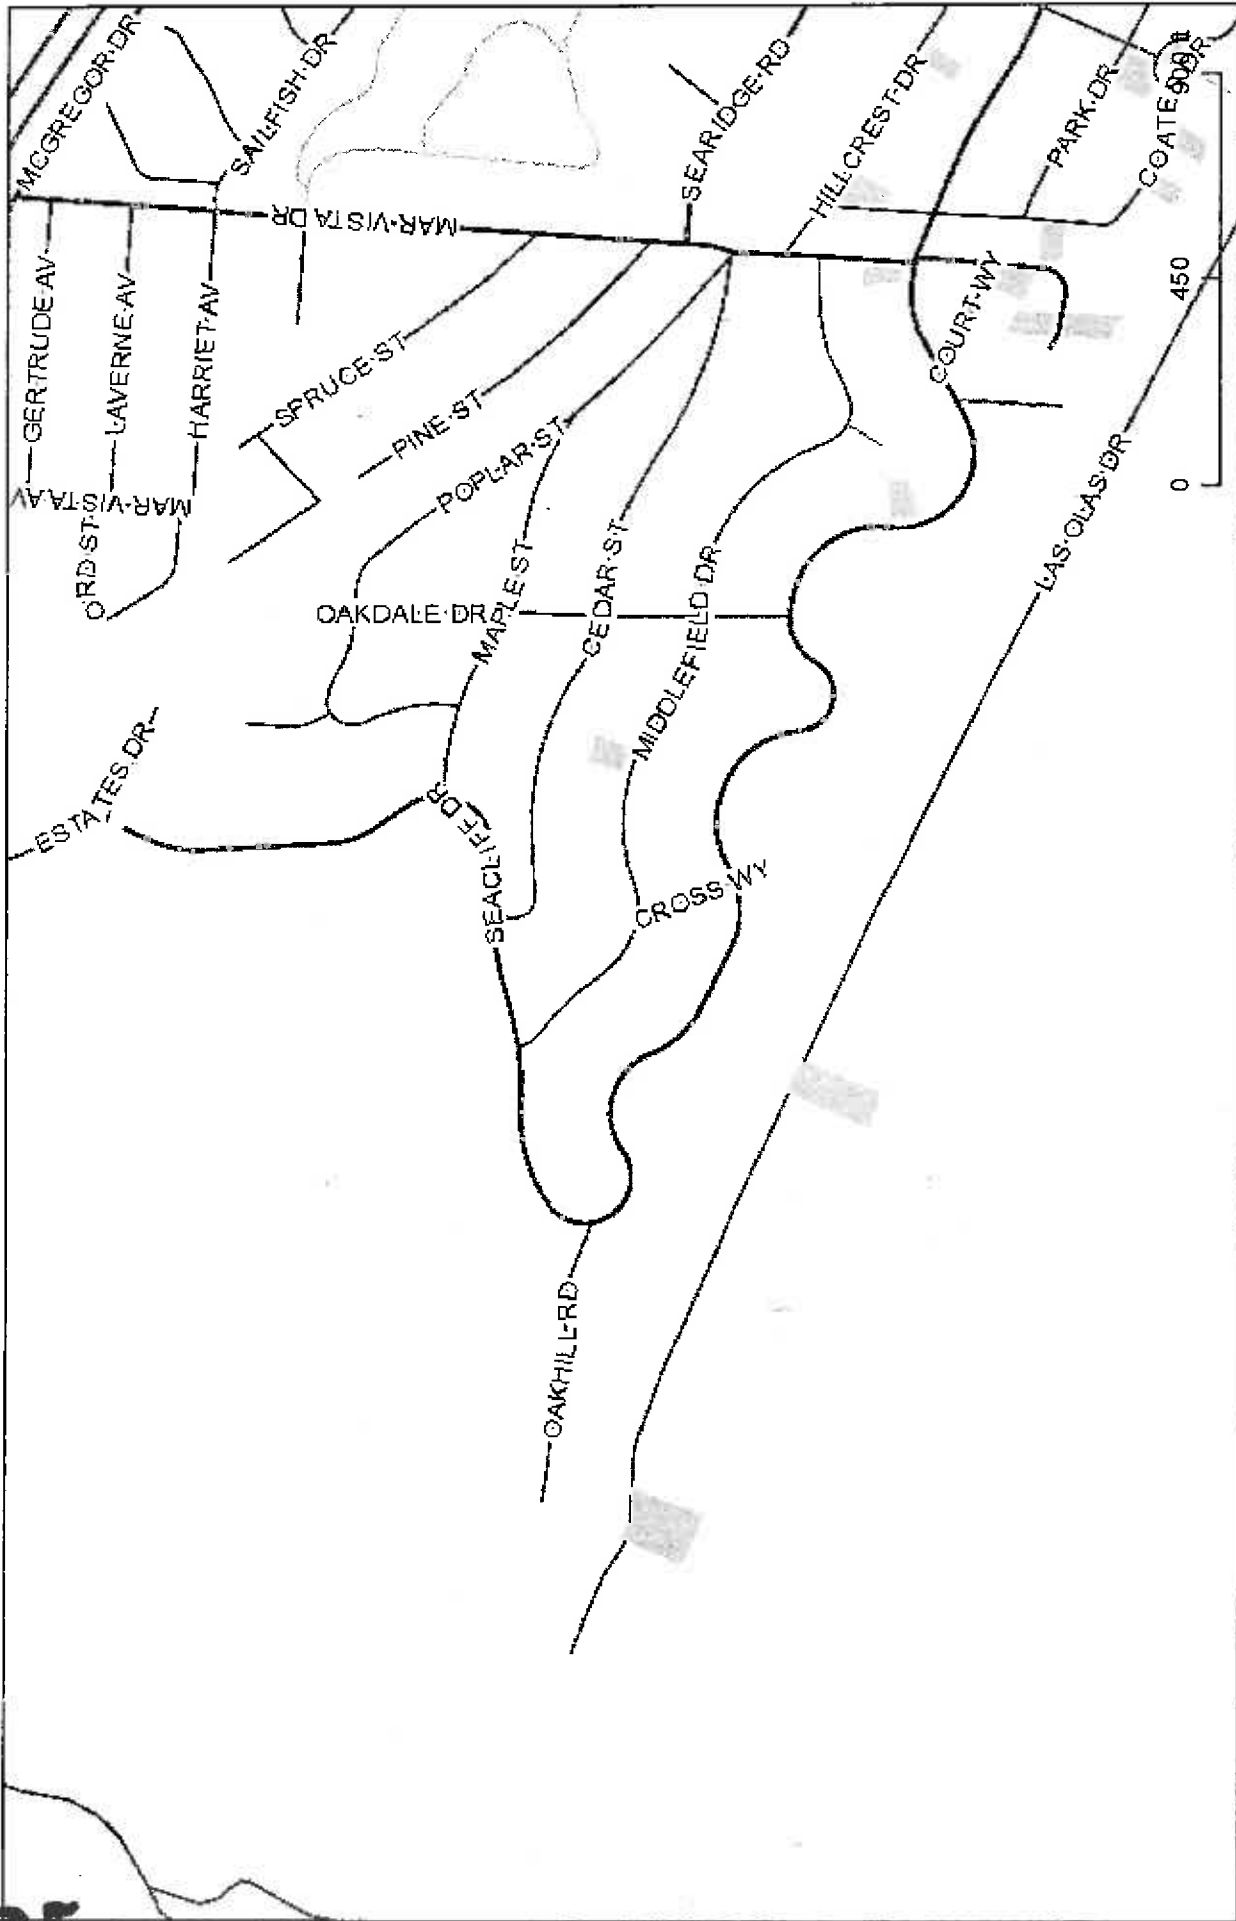 MCGREGOR DR
SAILFISH DR
SEARIDGE RD
HILLCREST DR
PARK DR
COATES DR
MAR VISTA DR
GERTRUDE AV
LAVERNE AV
HARRIET AV
MAR VISTA AV
ORD ST
SPRUCE ST
PINE ST
POPLAR ST
MAPLE ST
CEDAR ST
OAKDALE DR
MIDDLEFIELD DR
COURT WY
LAS OLAS DR
ESTATES DR
SEACLIFF DR
CROSS WY
OAKHILL RD
0 450 900 ft